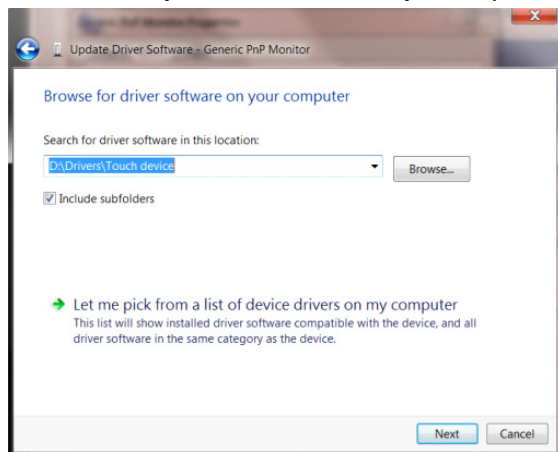 Update Driver Software - Generic PnP Monitor
Browse for driver software on your computer
Search for driver software in this location:
D:\Drivers\Touch device
Browse...
Include subfolders
Let me pick from a list of device drivers on my computer
This list will show installed driver software compatible with the device, and all
driver software in the same category as the device.
Next
Cancel